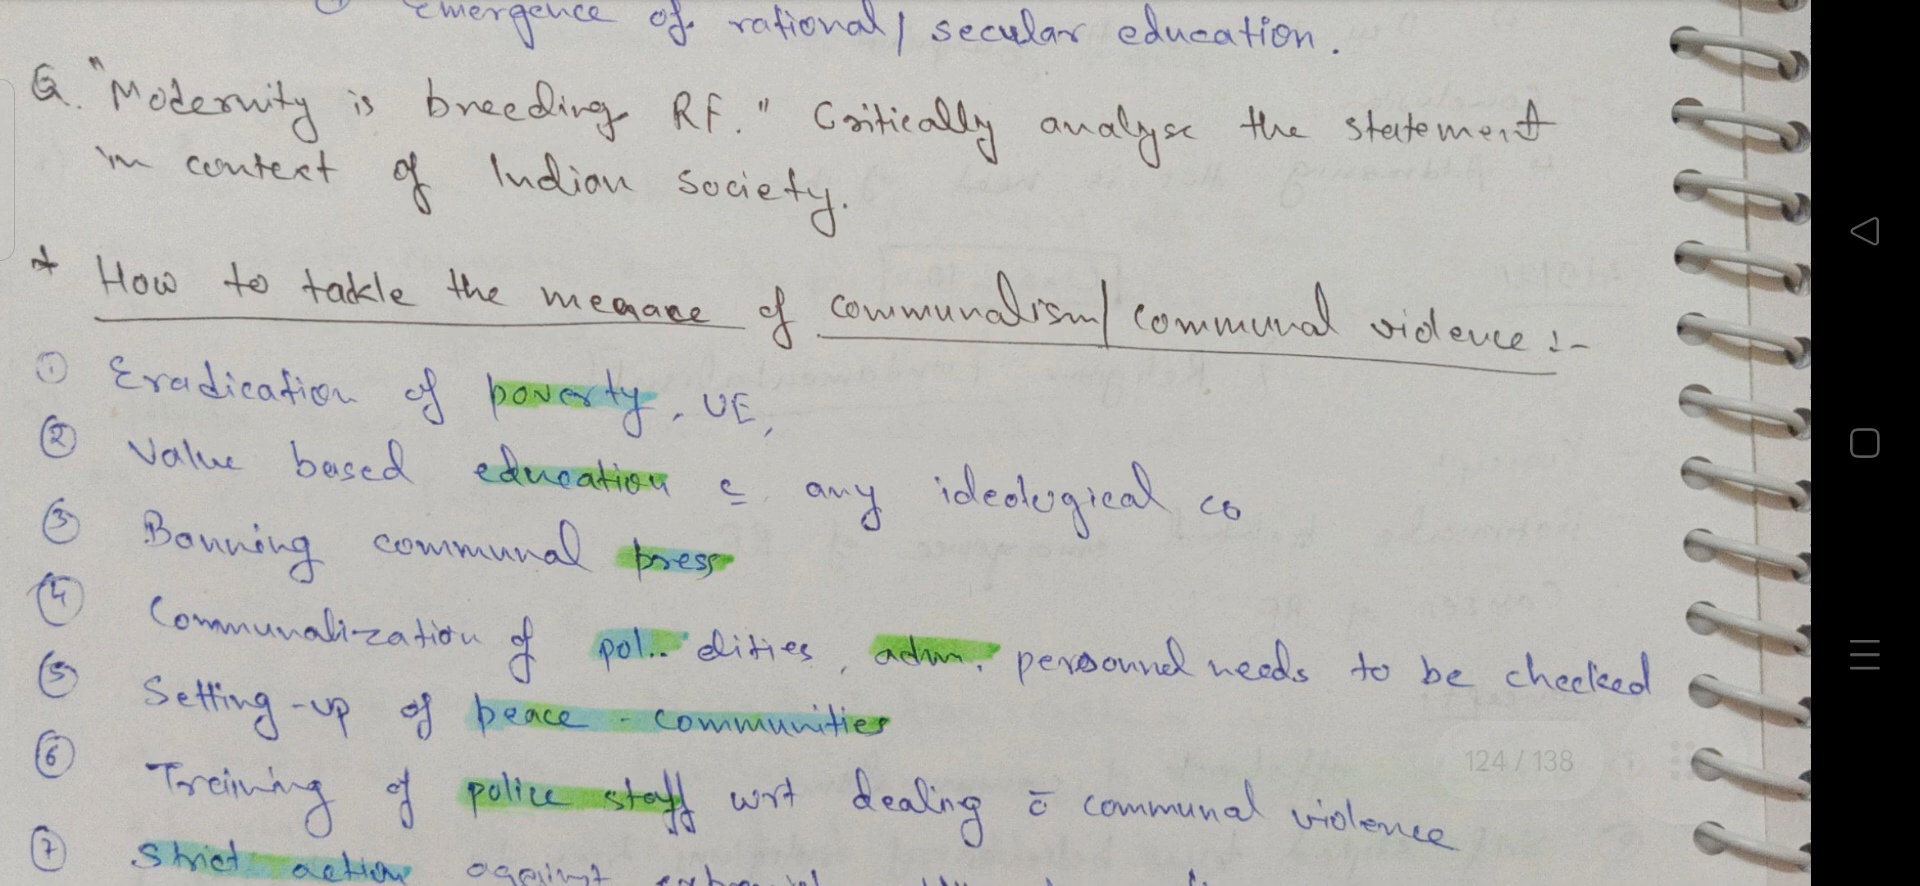 emergence of rational / secular education.
Q. "Modernity is breeding RF." Critically analyse the statement
in context of Indian society.
* How to tackle the menace of communalism / communal violence :-
① Eradication of poverty, UE,
② Value based education c any ideological co
③ Banning communal press
④ Communalization of pol.. elities, adm. personnel needs to be checked
⑤ Setting-up of peace-communities
⑥ Training of police staff wrt dealing c̄ communal violence
⑦ Strict action against
124 / 138